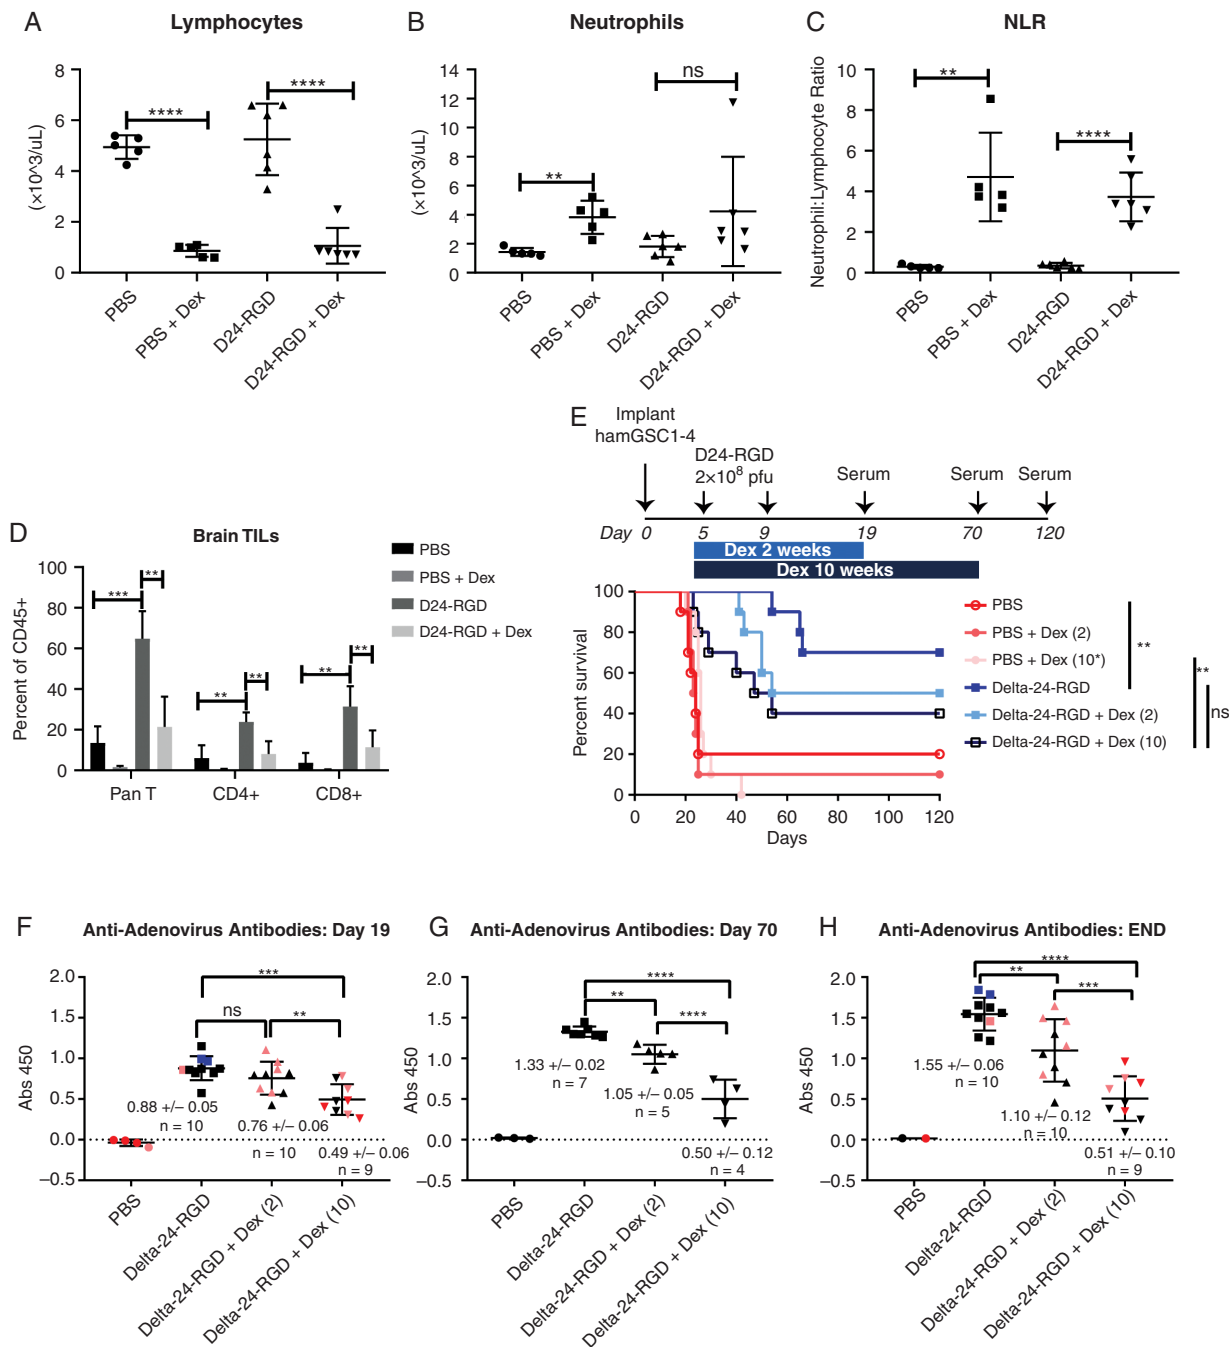 A
Lymphocytes
(×10^3/uL)
8
6
4
2
0
****
****
PBS
PBS + Dex
D24-RGD
D24-RGD + Dex
B
Neutrophils
(×10^3/uL)
14
12
10
8
6
4
2
0
**
ns
PBS
PBS + Dex
D24-RGD
D24-RGD + Dex
C
NLR
Neutrophil:Lymphocyte Ratio
10
8
6
4
2
0
**
****
PBS
PBS + Dex
D24-RGD
D24-RGD + Dex
D
Brain TILs
Percent of CD45+
100
80
60
40
20
0
***
**
**
**
**
**
Pan T
CD4+
CD8+
PBS
PBS + Dex
D24-RGD
D24-RGD + Dex
E
Implant
hamGSC1-4
D24-RGD
2×10⁸ pfu
Serum
Serum
Serum
Day
0
5
9
19
70
120
Dex 2 weeks
Dex 10 weeks
Percent survival
100
80
60
40
20
0
0
20
40
60
80
100
120
Days
PBS
PBS + Dex (2)
PBS + Dex (10*)
Delta-24-RGD
Delta-24-RGD + Dex (2)
Delta-24-RGD + Dex (10)
**
**
ns
F
Anti-Adenovirus Antibodies: Day 19
Abs 450
2.0
1.5
1.0
0.5
0.0
−0.5
***
ns
**
0.88 +/− 0.05
n = 10
0.76 +/− 0.06
n = 10
0.49 +/− 0.06
n = 9
PBS
Delta-24-RGD
Delta-24-RGD + Dex (2)
Delta-24-RGD + Dex (10)
G
Anti-Adenovirus Antibodies: Day 70
Abs 450
2.0
1.5
1.0
0.5
0.0
−0.5
****
**
****
1.33 +/− 0.02
n = 7
1.05 +/− 0.05
n = 5
0.50 +/− 0.12
n = 4
PBS
Delta-24-RGD
Delta-24-RGD + Dex (2)
Delta-24-RGD + Dex (10)
H
Anti-Adenovirus Antibodies: END
Abs 450
2.0
1.5
1.0
0.5
0.0
−0.5
****
**
***
1.55 +/− 0.06
n = 10
1.10 +/− 0.12
n = 10
0.51 +/− 0.10
n = 9
PBS
Delta-24-RGD
Delta-24-RGD + Dex (2)
Delta-24-RGD + Dex (10)